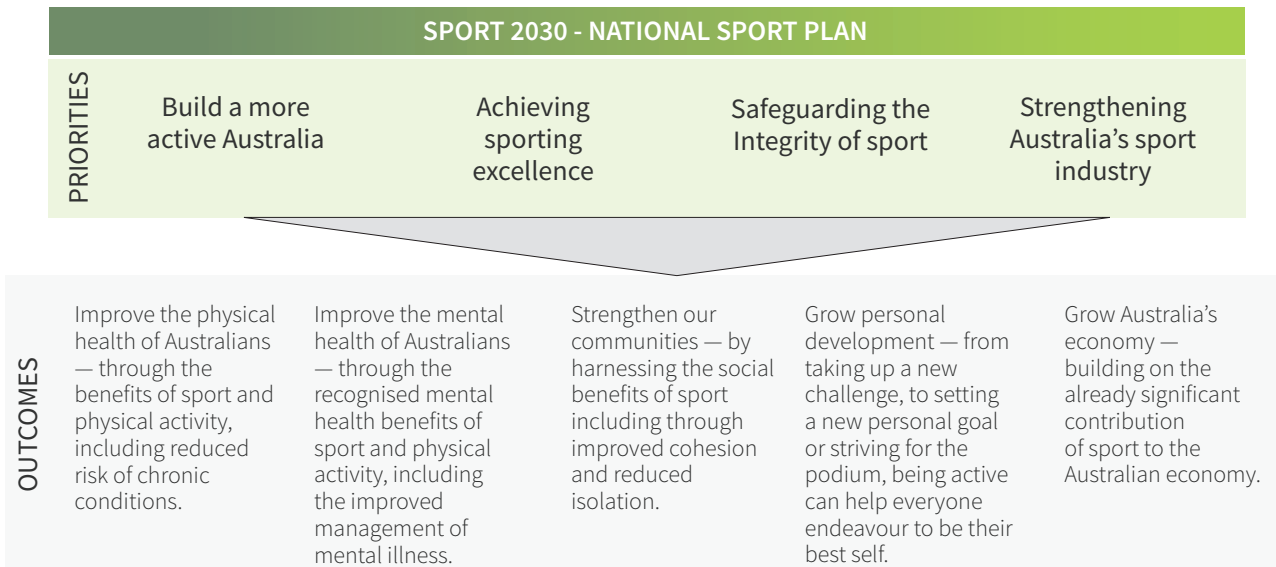 SPORT 2030 - NATIONAL SPORT PLAN
PRIORITIES
Build a more
active Australia
Achieving
sporting
excellence
Safeguarding the
Integrity of sport
Strengthening
Australia’s sport
industry
OUTCOMES
Improve the physical
health of Australians
— through the
benefits of sport and
physical activity,
including reduced
risk of chronic
conditions.
Improve the mental
health of Australians
— through the
recognised mental
health benefits of
sport and physical
activity, including
the improved
management of
mental illness.
Strengthen our
communities — by
harnessing the social
benefits of sport
including through
improved cohesion
and reduced
isolation.
Grow personal
development — from
taking up a new
challenge, to setting
a new personal goal
or striving for the
podium, being active
can help everyone
endeavour to be their
best self.
Grow Australia’s
economy —
building on the
already significant
contribution
of sport to the
Australian economy.